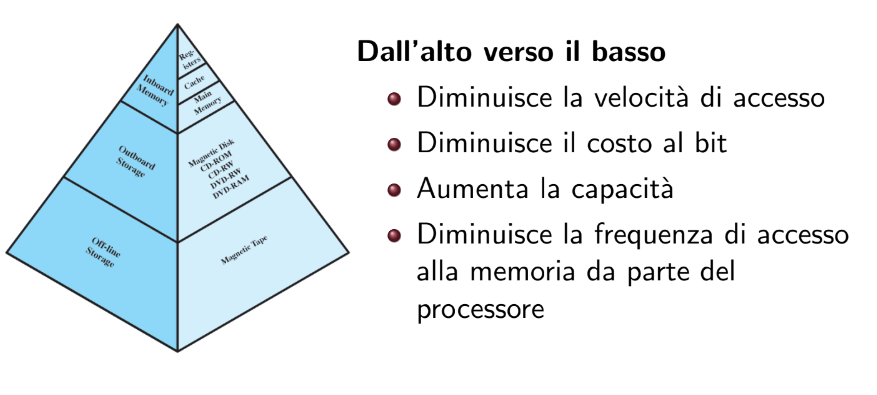 Reg-
isters
Cache
Main
Memory
Inboard
Memory
Magnetic Disk
CD-ROM
CD-RW
DVD-RW
DVD-RAM
Outboard
Storage
Off-line
Storage
Magnetic Tape
Dall'alto verso il basso
Diminuisce la velocità di accesso
Diminuisce il costo al bit
Aumenta la capacità
Diminuisce la frequenza di accesso
alla memoria da parte del
processore